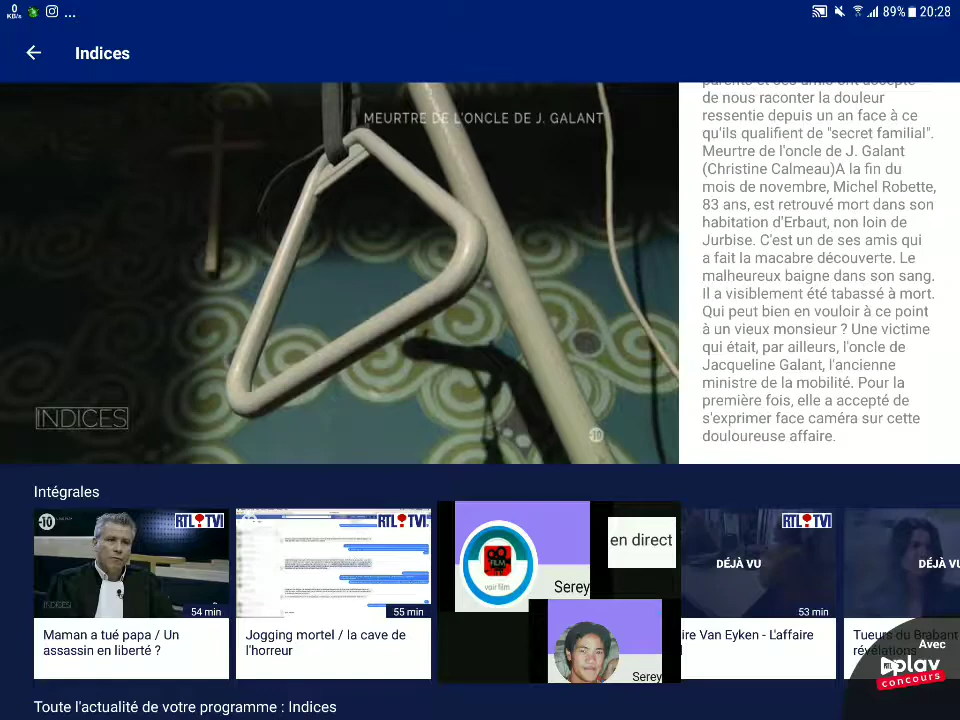 0
KB/s
...
89%
20:28
Indices
MEURTRE DE L'ONCLE DE J. GALANT
INDICES
-10
parents et ses amis ont accepté
de nous raconter la douleur
ressentie depuis un an face à ce
qu'ils qualifient de "secret familial".
Meurtre de l'oncle de J. Galant
(Christine Calmeau)A la fin du
mois de novembre, Michel Robette,
83 ans, est retrouvé mort dans son
habitation d'Erbaut, non loin de
Jurbise. C'est un de ses amis qui
a fait la macabre découverte. Le
malheureux baigne dans son sang.
Il a visiblement été tabassé à mort.
Qui peut bien en vouloir à ce point
à un vieux monsieur ? Une victime
qui était, par ailleurs, l'oncle de
Jacqueline Galant, l'ancienne
ministre de la mobilité. Pour la
première fois, elle a accepté de
s'exprimer face caméra sur cette
douloureuse affaire.
Intégrales
-10
RTL TVI
INDICES
54 min
Maman a tué papa / Un
assassin en liberté ?
RTL TVI
55 min
Jogging mortel / la cave de
l'horreur
FILM
voir film
Serey
en direct
Serey
RTL TVI
DÉJÀ VU
53 min
ire Van Eyken - L'affaire
DÉJÀ VU
Tueurs du Brabant
révélations
Avec
play
concours
Toute l'actualité de votre programme : Indices